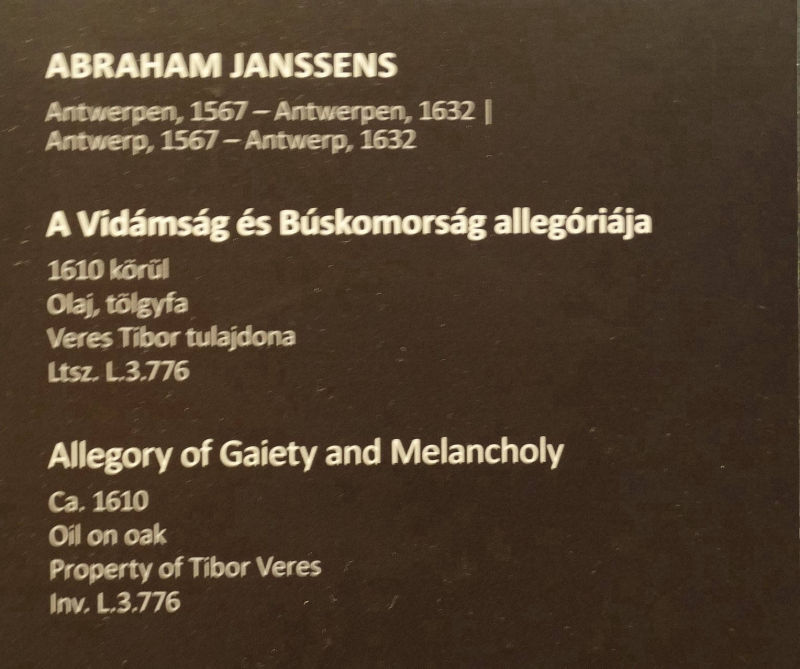 ABRAHAM JANSSENS
Antwerpen, 1567 – Antwerpen, 1632 |
Antwerp, 1567 – Antwerp, 1632
A Vidámság és Búskomorság allegóriája
1610 körül
Olaj, tölgyfa
Veres Tibor tulajdona
Ltsz. L.3.776
Allegory of Gaiety and Melancholy
Ca. 1610
Oil on oak
Property of Tibor Veres
Inv. L.3.776